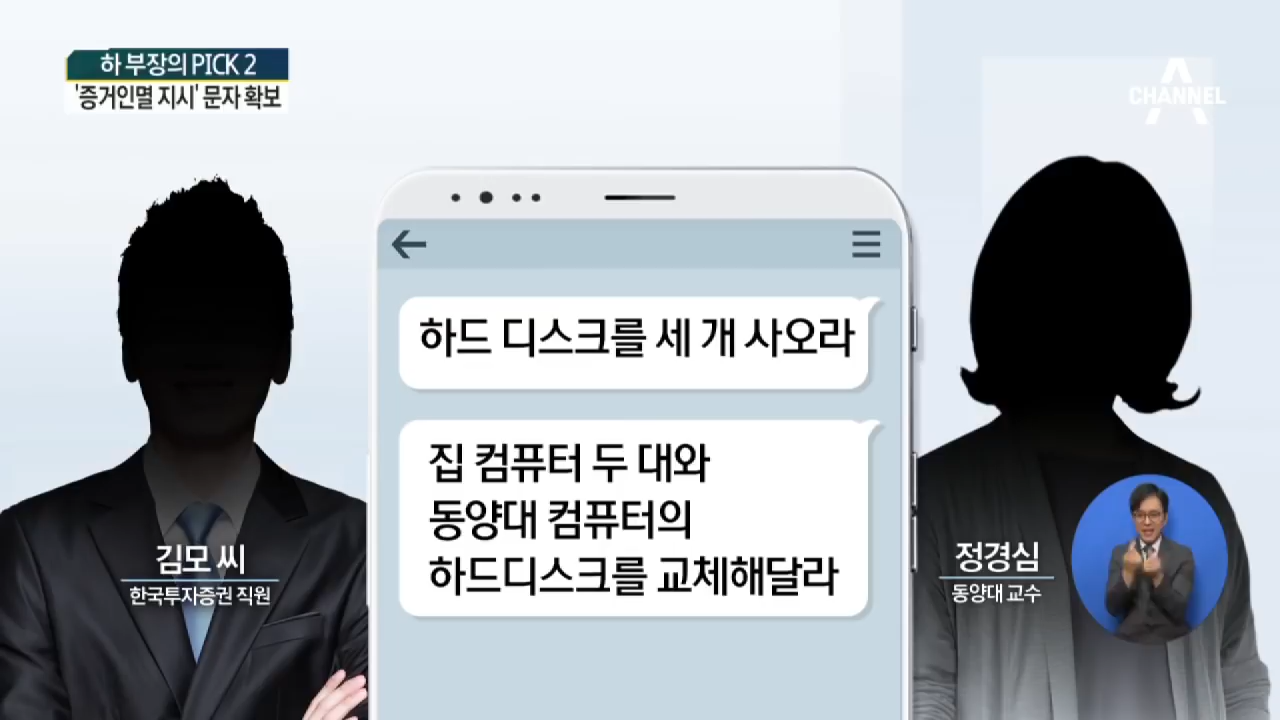 하 부장의 PICK 2
'증거인멸 지시' 문자 확보
CHANNEL A
하드 디스크를 세 개 사오라
집 컴퓨터 두 대와
동양대 컴퓨터의
하드디스크를 교체해달라
김모 씨
한국투자증권 직원
정경심
동양대 교수